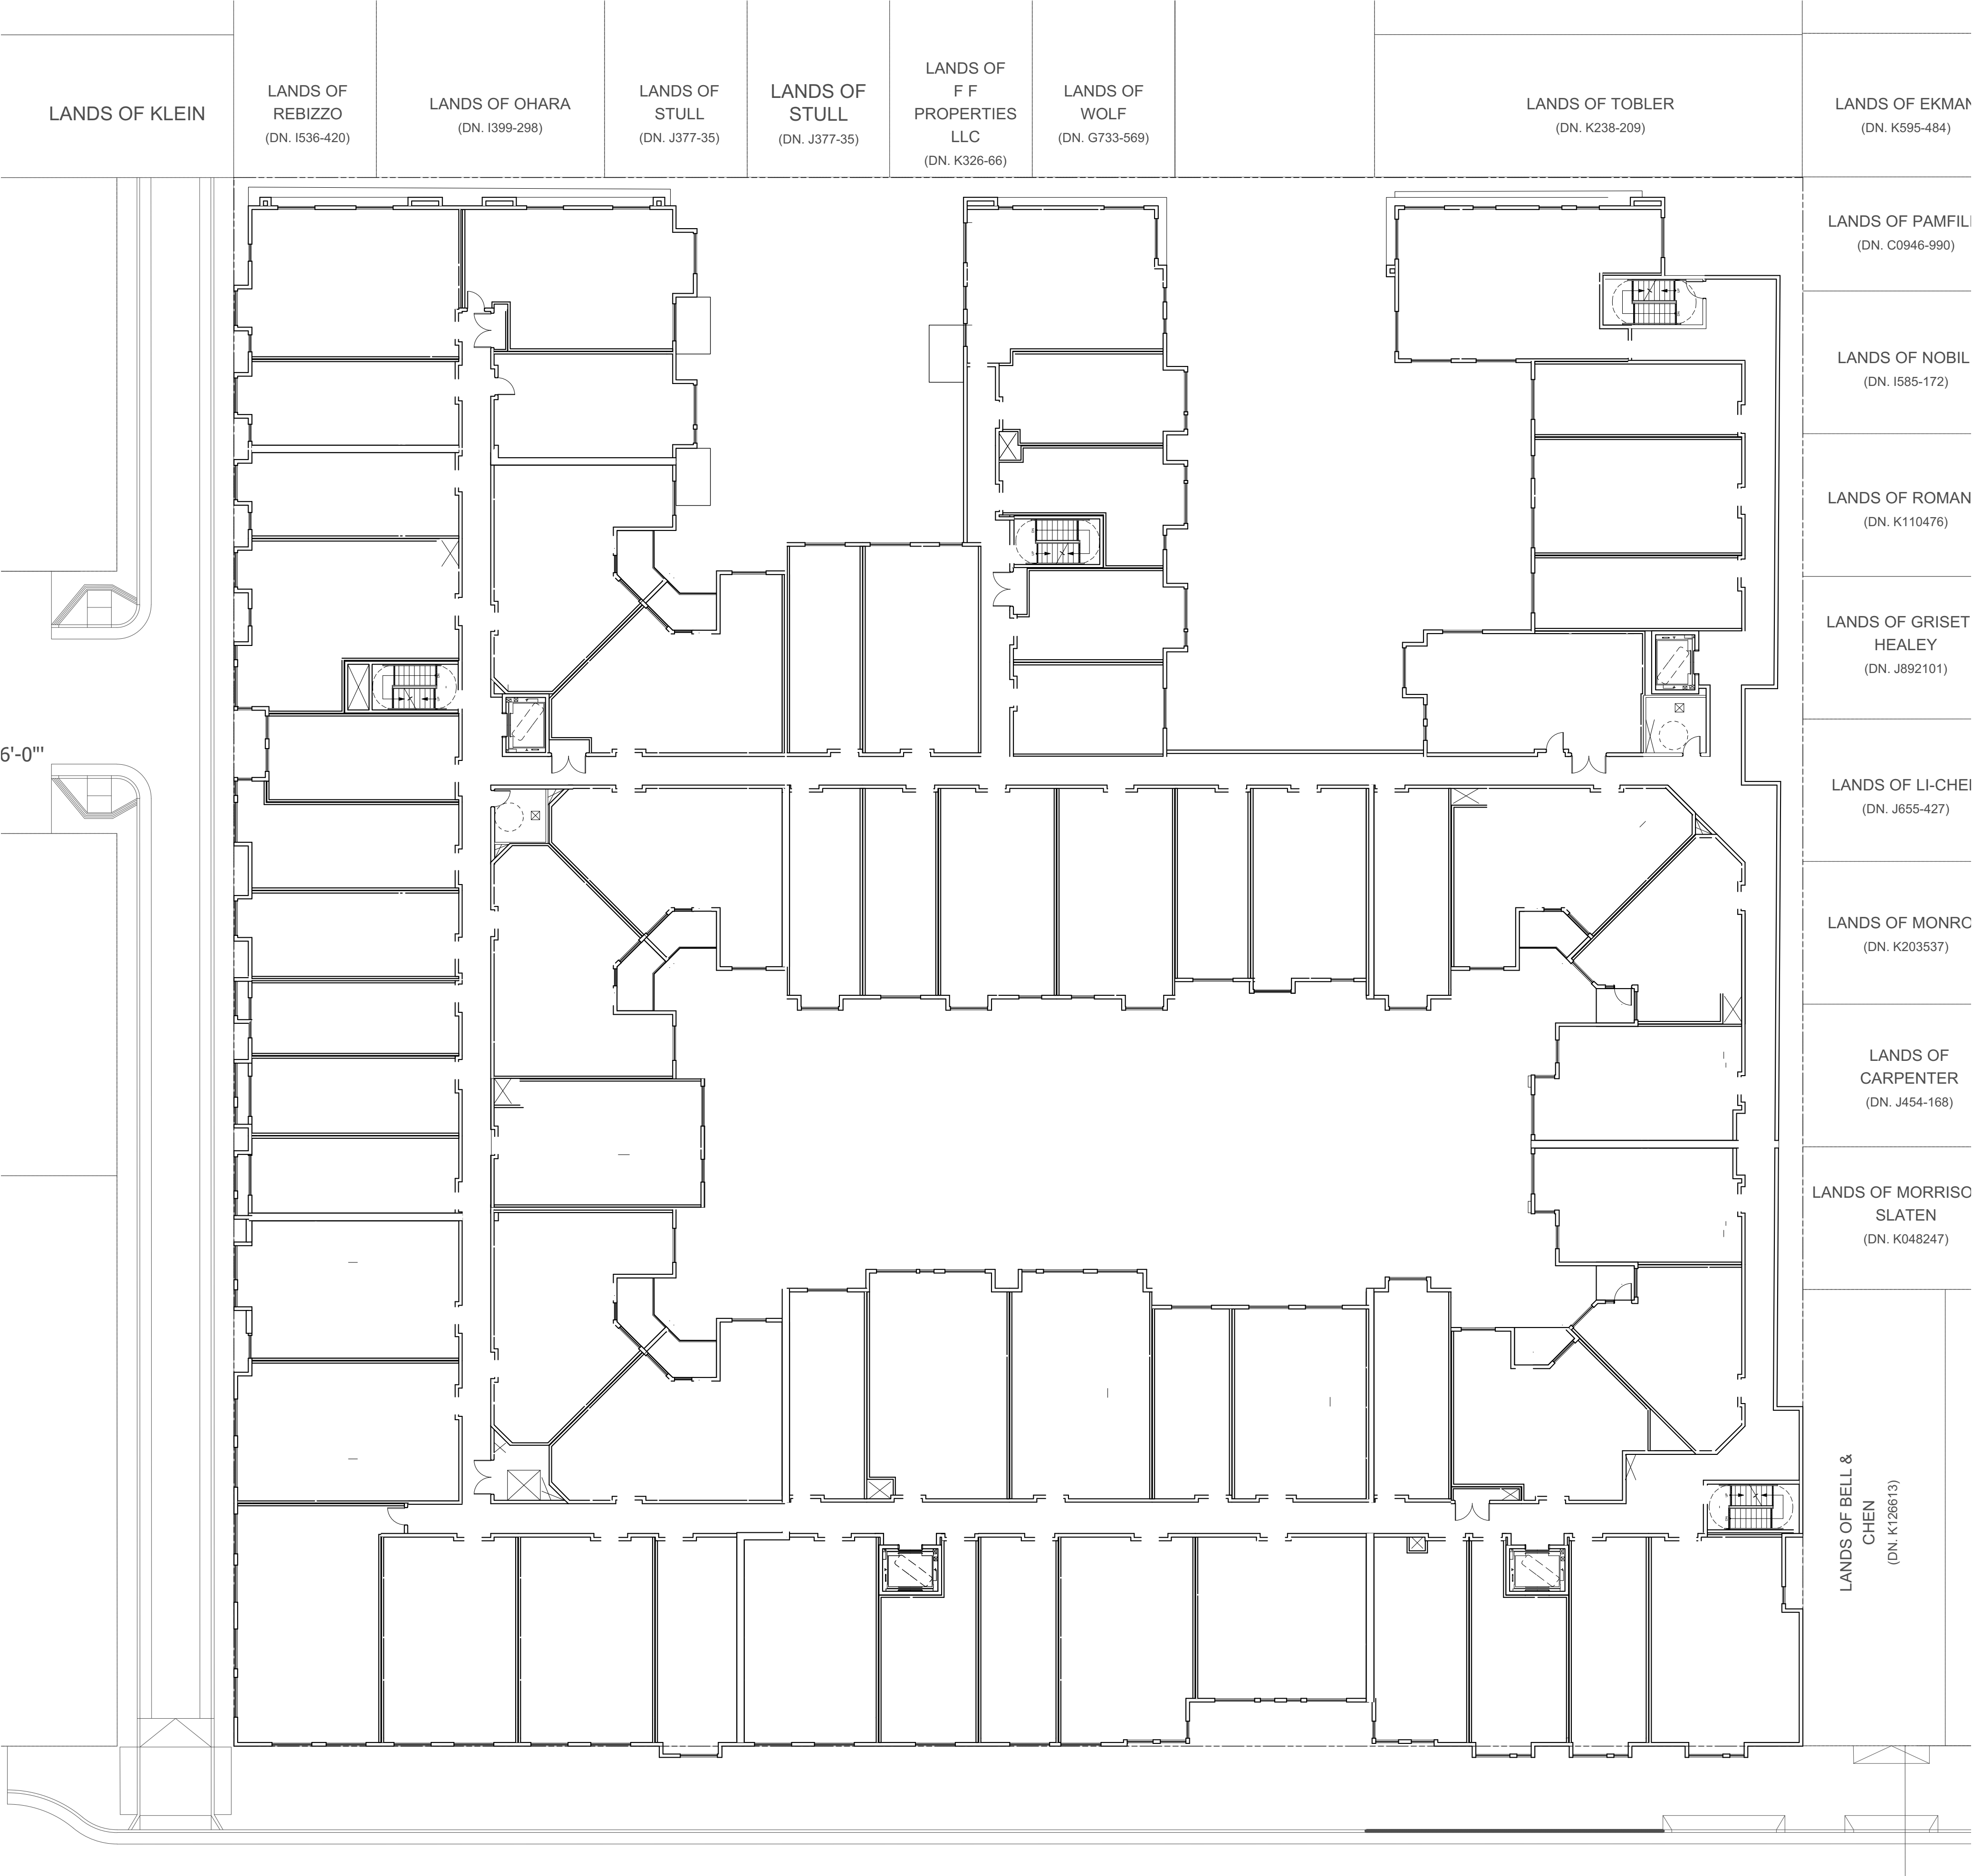 LANDS OF KLEIN
LANDS OF
REBIZZO
(DN. I536-420)
LANDS OF OHARA
(DN. I399-298)
LANDS OF
STULL
(DN. J377-35)
LANDS OF
STULL
(DN. J377-35)
LANDS OF
F F
PROPERTIES
LLC
(DN. K326-66)
LANDS OF
WOLF
(DN. G733-569)
LANDS OF TOBLER
(DN. K238-209)
LANDS OF EKMAN
(DN. K595-484)
LANDS OF PAMFIL
(DN. C0946-990)
LANDS OF NOBIL
(DN. I585-172)
LANDS OF ROMAN
(DN. K110476)
LANDS OF GRISET
HEALEY
(DN. J892101)
6'-0"'
LANDS OF LI-CHE
(DN. J655-427)
LANDS OF MONRO
(DN. K203537)
LANDS OF
CARPENTER
(DN. J454-168)
LANDS OF MORRISO
SLATEN
(DN. K048247)
LANDS OF BELL &
CHEN
(DN. K126613)